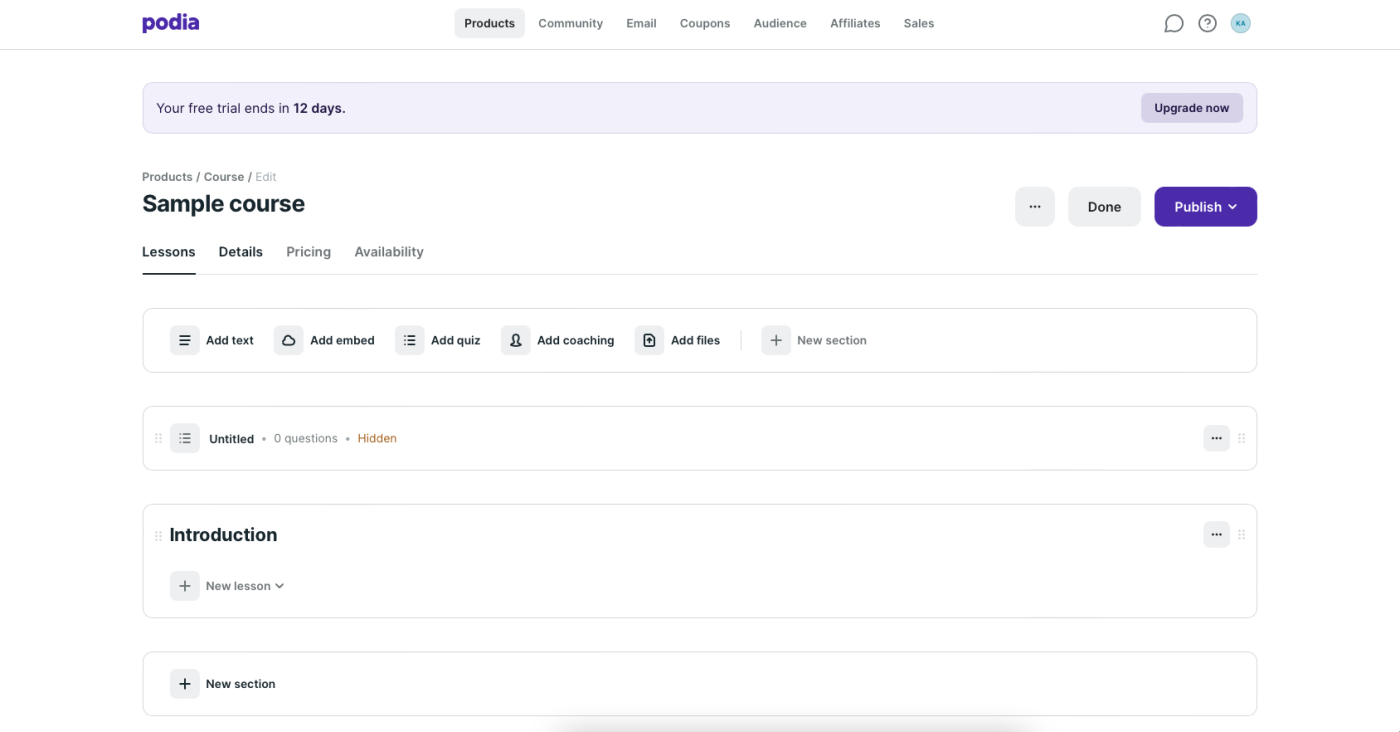 podia
Products Community Email Coupons Audience Affiliates Sales KA
Your free trial ends in 12 days. Upgrade now
Products / Course / Edit
Sample course
Done Publish
Lessons Details Pricing Availability
Add text Add embed Add quiz Add coaching Add files New section
Untitled • 0 questions • Hidden
Introduction
New lesson
New section